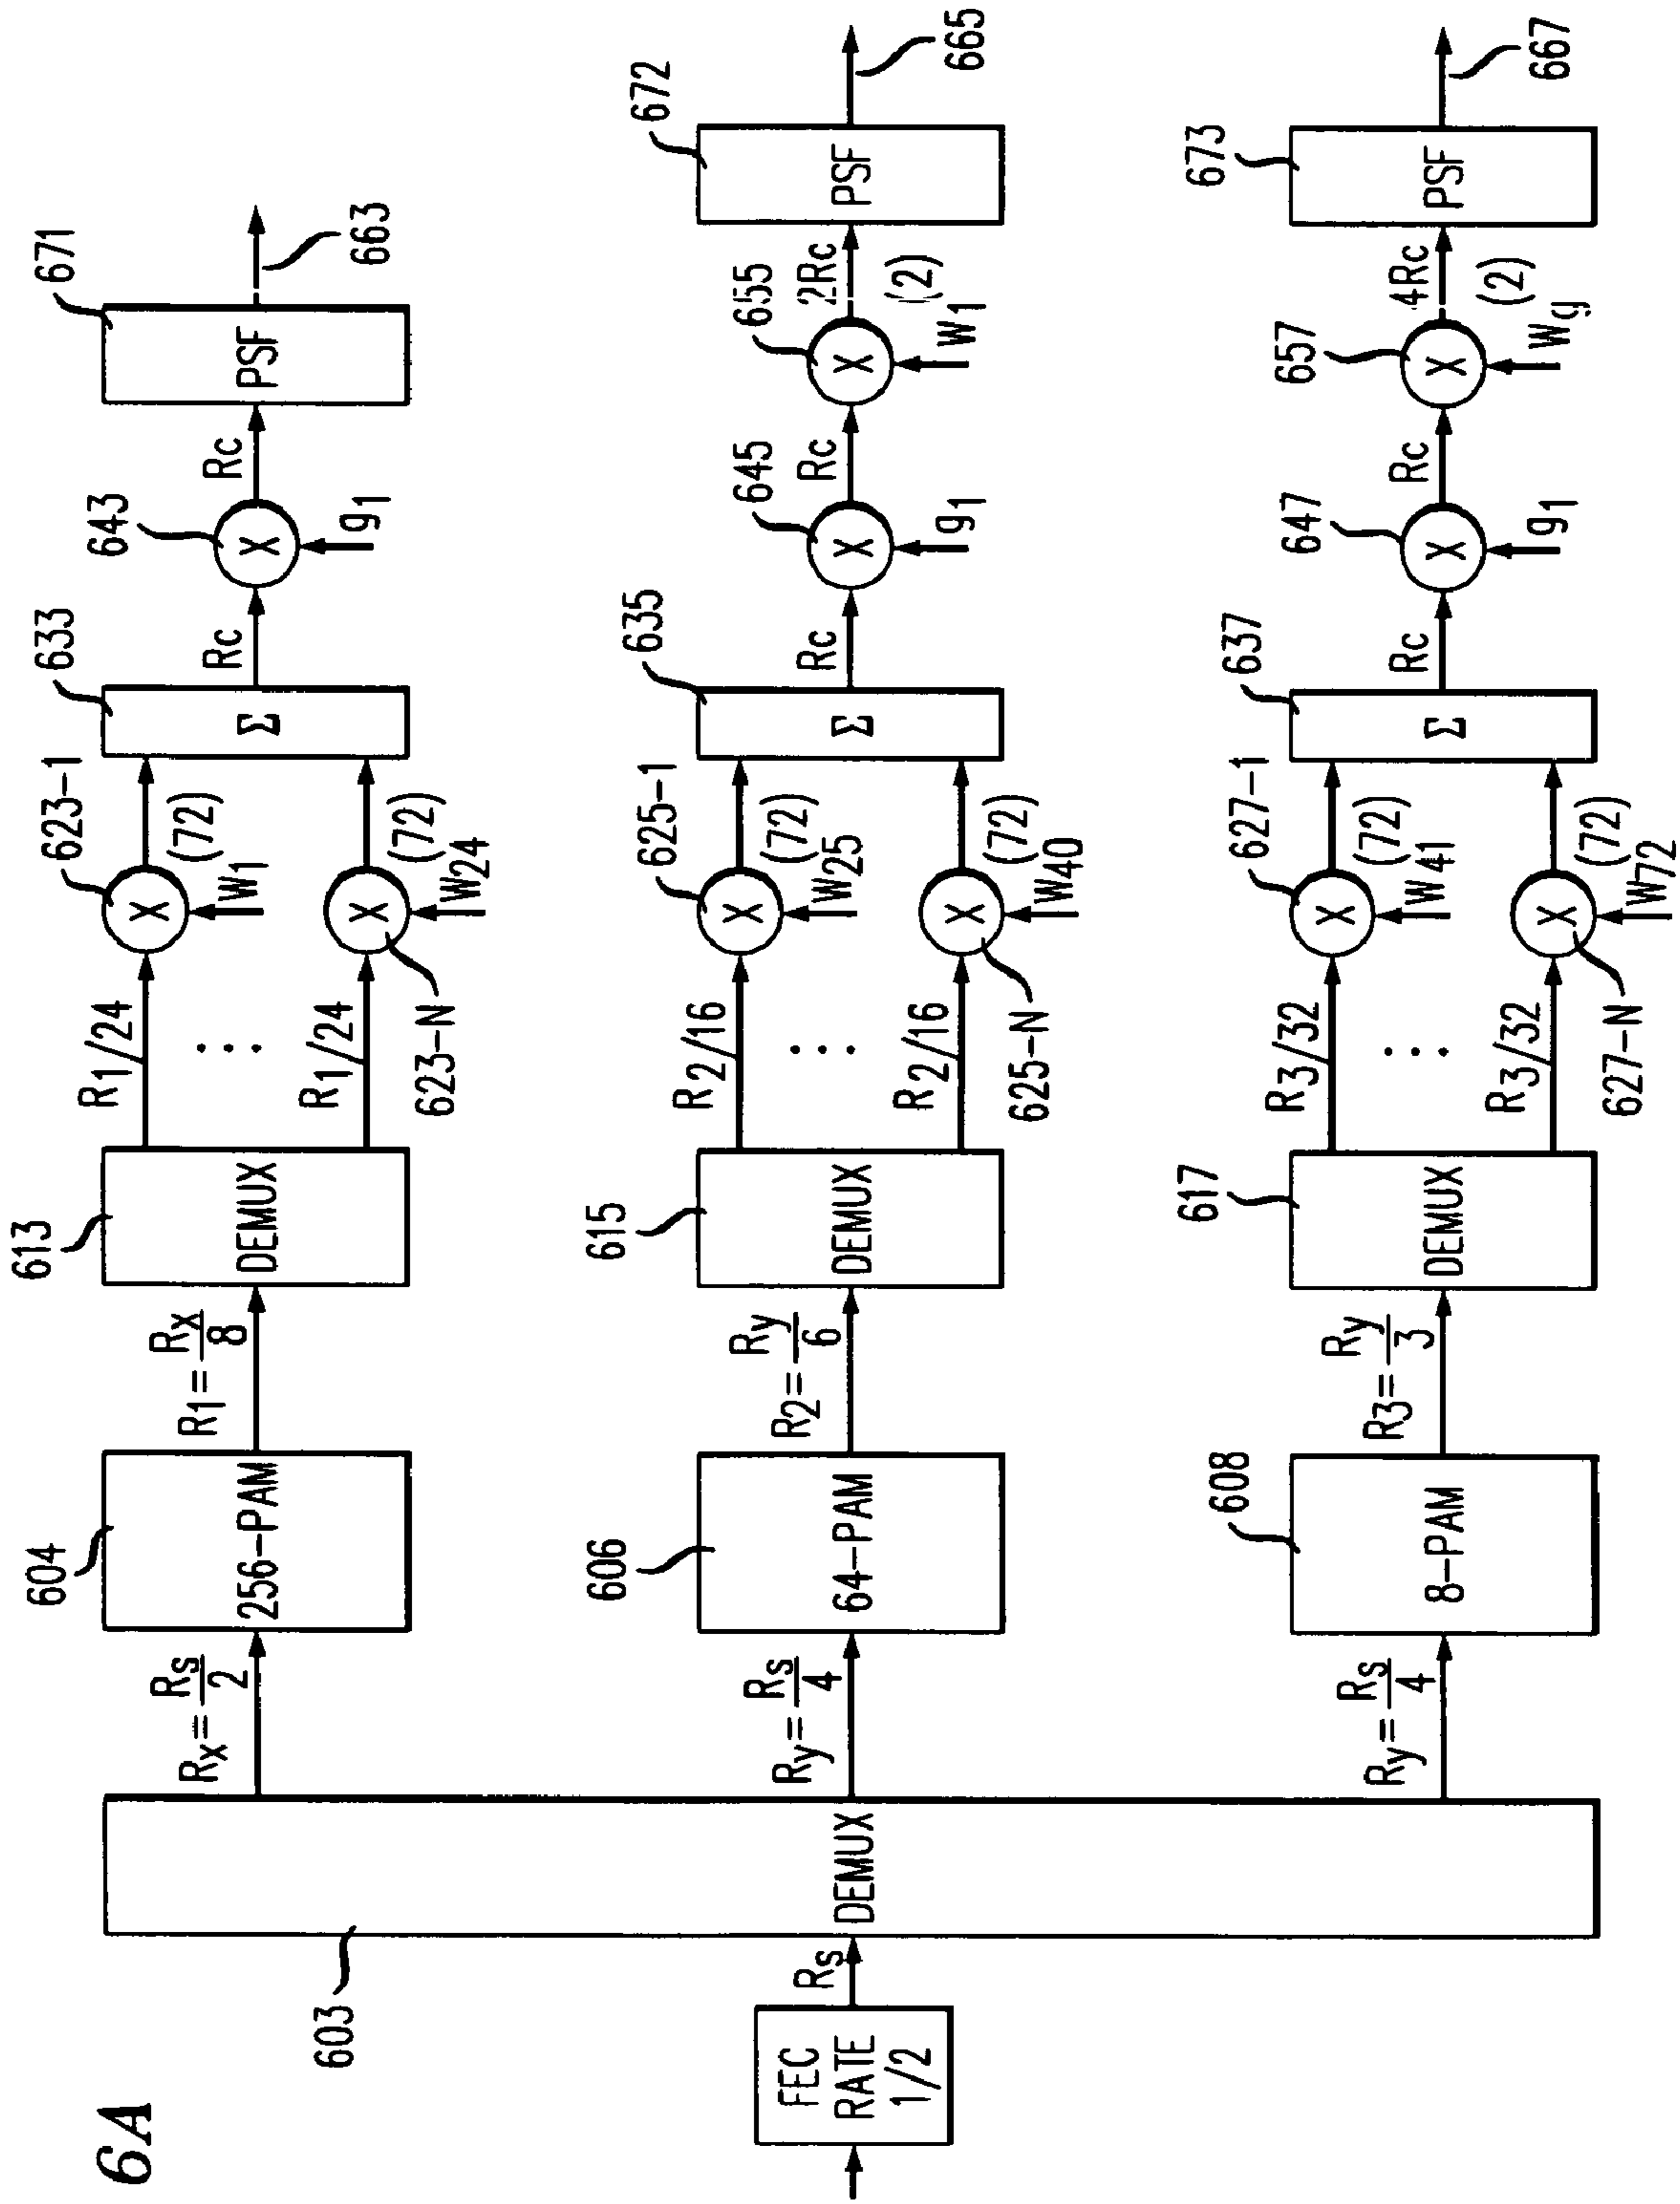 6A
FEC
RATE
1/2
Rs
603
DEMUX
Rx=Rs/2
604
256-PAM
R1=Rx/8
613
DEMUX
R1/24
R1/24
623-1
W1
(72)
623-N
W24
(72)
633
Σ
Rc
643
X
g1
Rc
671
PSF
663
Ry=Rs/4
606
64-PAM
R2=Ry/6
615
DEMUX
R2/16
R2/16
625-1
X
W25
(72)
625-N
X
W40
(72)
635
Σ
Rc
645
X
g1
Rc
655
X
W1
2Rc
(2)
672
PSF
665
Ry=Rs/4
608
8-PAM
R3=Ry/3
617
DEMUX
R3/32
R3/32
627-1
X
W41
(72)
627-N
X
W72
(72)
637
Σ
Rc
647
X
g1
Rc
657
X
Wg
4Rc
(2)
673
PSF
667